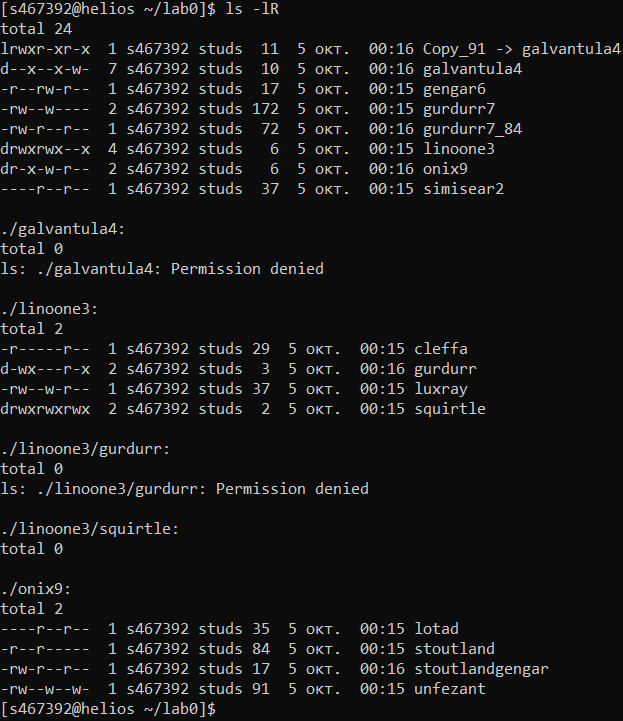 [s467392@helios ~/lab0]$ ls -lR
total 24
lrwxr-xr-x  1 s467392 studs  11  5 окт.  00:16 Copy_91 -> galvantula4
d--x--x-w-  7 s467392 studs  10  5 окт.  00:16 galvantula4
-r--rw-r--  1 s467392 studs  17  5 окт.  00:15 gengar6
-rw--w----  2 s467392 studs 172  5 окт.  00:15 gurdurr7
-rw-r--r--  1 s467392 studs  72  5 окт.  00:16 gurdurr7_84
drwxrwx--x  4 s467392 studs   6  5 окт.  00:15 linoone3
dr-x-w-r--  2 s467392 studs   6  5 окт.  00:16 onix9
----r--r--  1 s467392 studs  37  5 окт.  00:15 simisear2

./galvantula4:
total 0
ls: ./galvantula4: Permission denied

./linoone3:
total 2
-r-----r--  1 s467392 studs 29  5 окт.  00:15 cleffa
d-wx---r-x  2 s467392 studs  3  5 окт.  00:16 gurdurr
-rw--w-r--  1 s467392 studs 37  5 окт.  00:15 luxray
drwxrwxrwx  2 s467392 studs  2  5 окт.  00:15 squirtle

./linoone3/gurdurr:
total 0
ls: ./linoone3/gurdurr: Permission denied

./linoone3/squirtle:
total 0

./onix9:
total 2
----r--r--  1 s467392 studs 35  5 окт.  00:15 lotad
-r--r-----  1 s467392 studs 84  5 окт.  00:15 stoutland
-rw-r--r--  1 s467392 studs 17  5 окт.  00:16 stoutlandgengar
-rw--w--w-  1 s467392 studs 91  5 окт.  00:15 unfezant
[s467392@helios ~/lab0]$